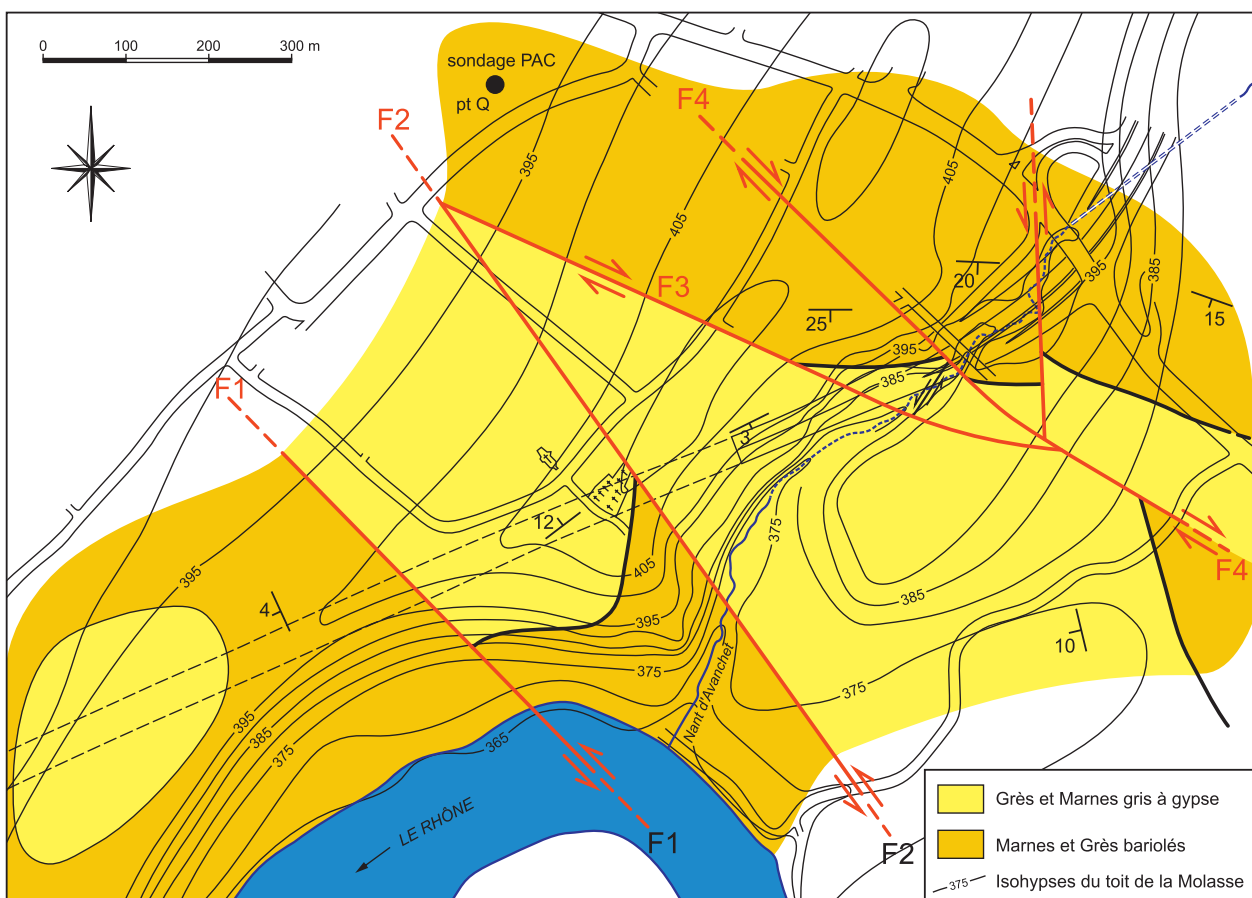 0 100 200 300 m
sondage PAC
pt Q
F2
F4
395
405
405
395
385
F3
20
15
25
395
385
F1
3
12
375
405
4
395
395
385
F4
10
395
385
375
375
Nant d'Avanchet
375
365
LE RHÔNE
F1
F2
Grès et Marnes gris à gypse
Marnes et Grès bariolés
375 Isohypses du toit de la Molasse